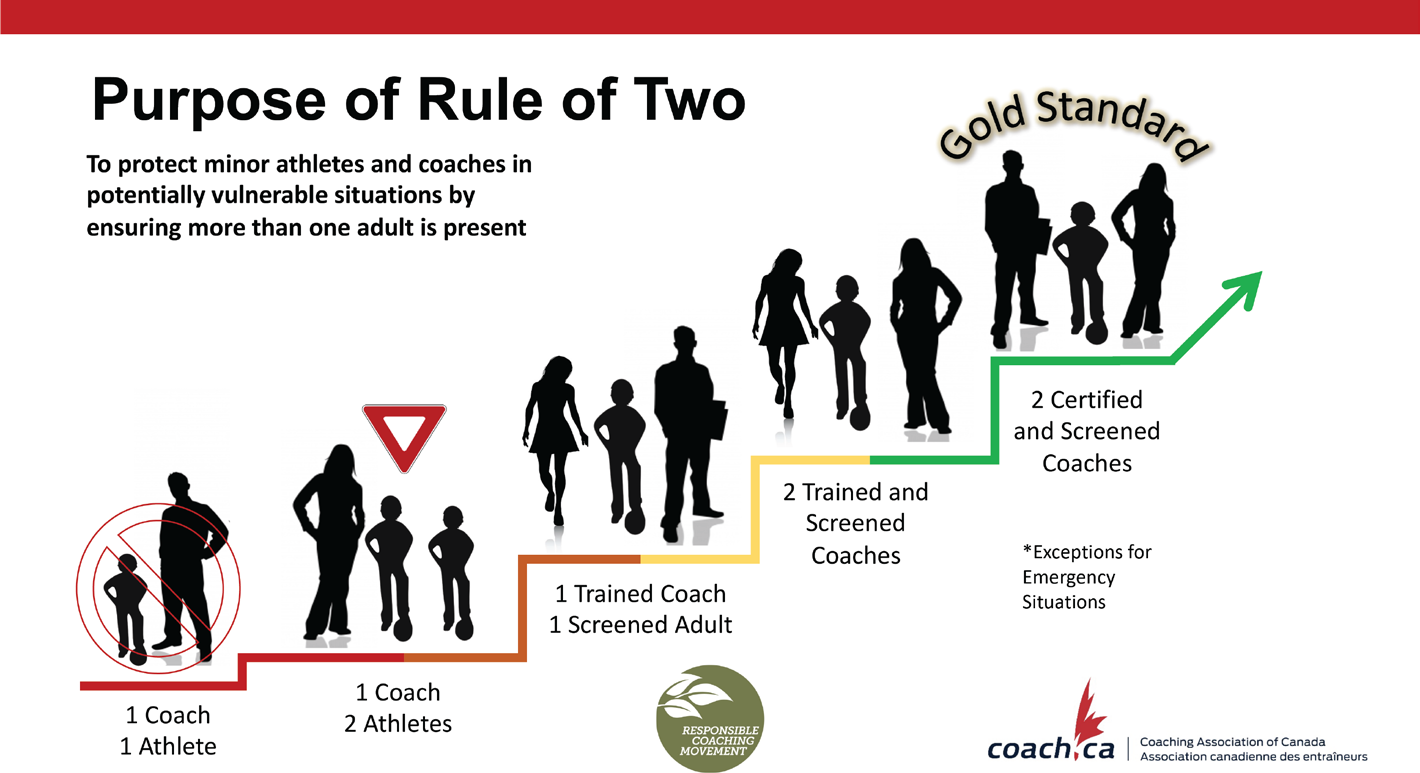 Purpose of Rule of Two
To protect minor athletes and coaches in
potentially vulnerable situations by
ensuring more than one adult is present
Gold Standard
2 Certified
and Screened
Coaches
2 Trained and
Screened
Coaches
*Exceptions for
Emergency
Situations
1 Trained Coach
1 Screened Adult
1 Coach
2 Athletes
1 Coach
1 Athlete
RESPONSIBLE
COACHING
MOVEMENT
coach.ca
Coaching Association of Canada
Association canadienne des entraîneurs